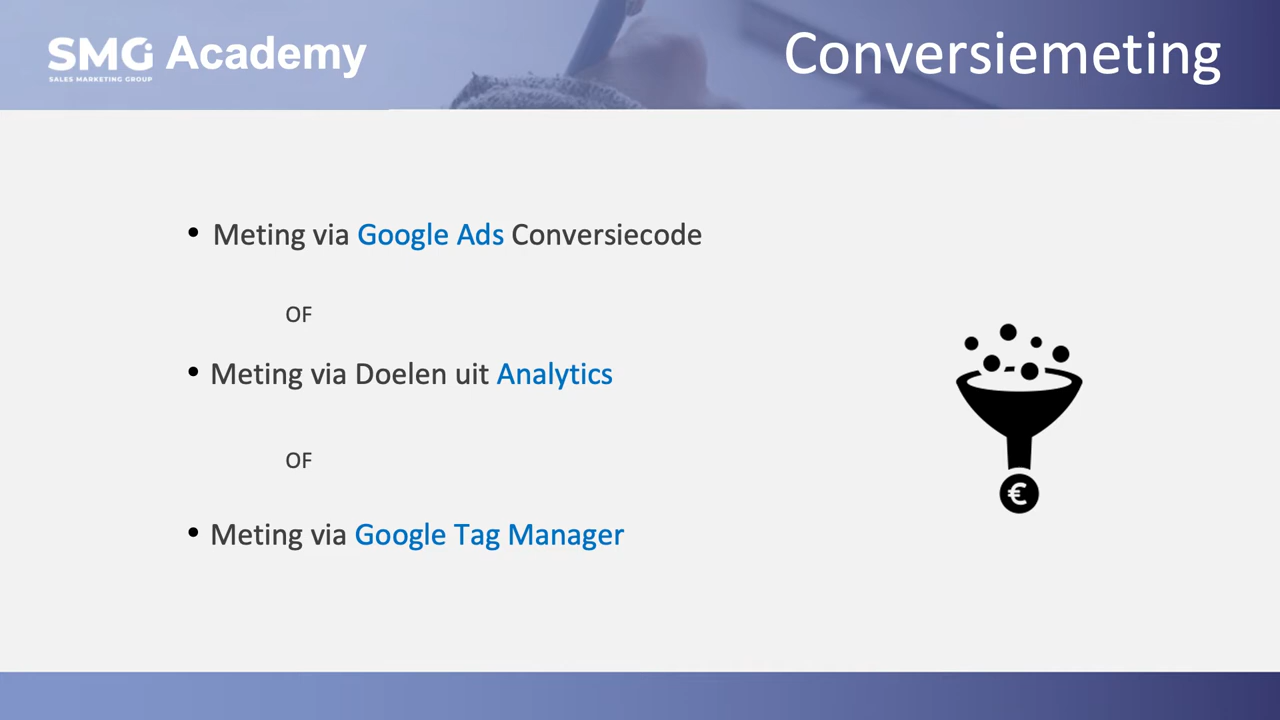 SMG Academy
SALES MARKETING GROUP
Conversiemeting
• Meting via Google Ads Conversiecode
OF
• Meting via Doelen uit Analytics
OF
• Meting via Google Tag Manager
€